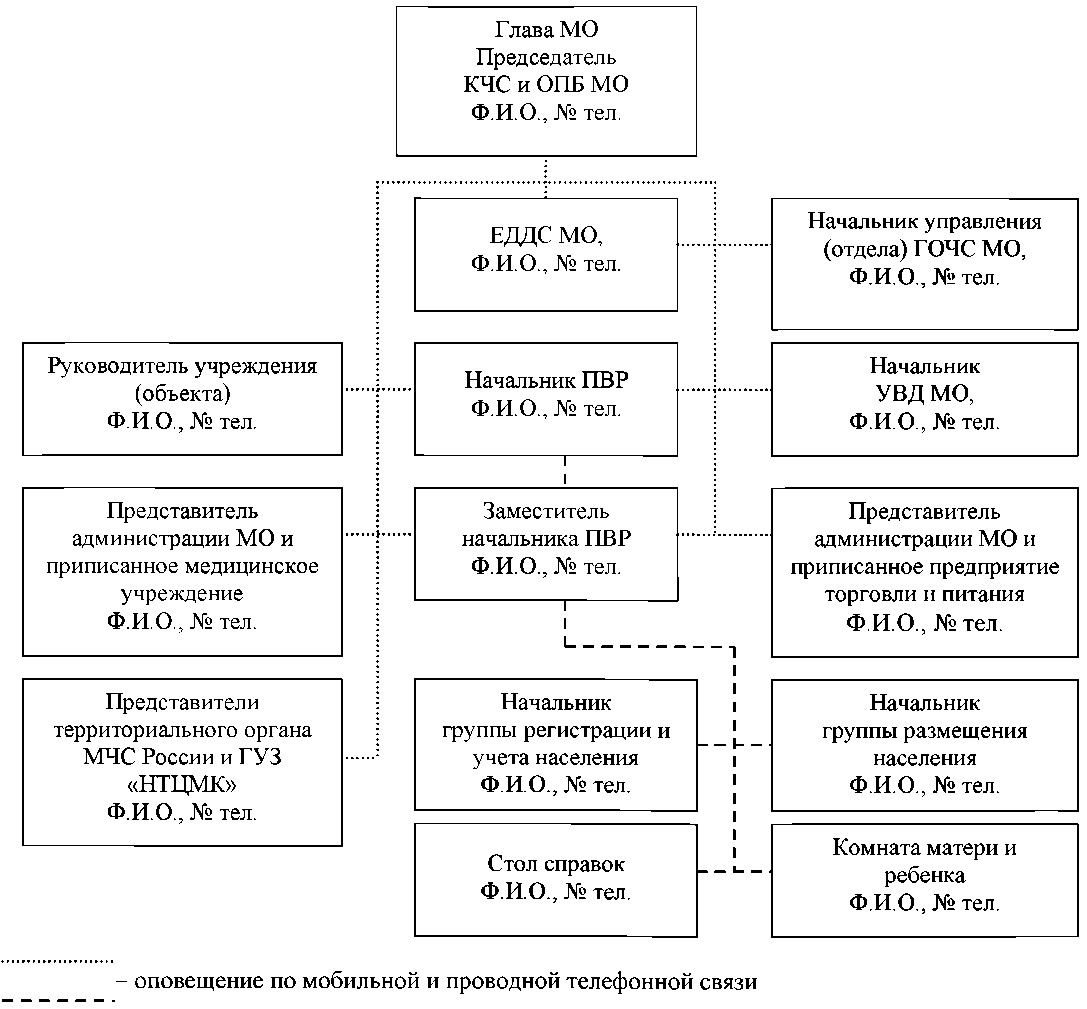 Глава МО
Председатель
КЧС и ОПБ МО
Ф.И.О., № тел.
ЕДДС МО,
Ф.И.О., № тел.
Начальник управления
(отдела) ГОЧС МО,
Ф.И.О., № тел.
Руководитель учреждения
(объекта)
Ф.И.О., № тел.
Начальник ПВР
Ф.И.О., № тел.
Начальник
УВД МО,
Ф.И.О., № тел.
Представитель
администрации МО и
приписанное медицинское
учреждение
Ф.И.О., № тел.
Заместитель
начальника ПВР
Ф.И.О., № тел.
Представитель
администрации МО и
приписанное предприятие
торговли и питания
Ф.И.О., № тел.
Представители
территориального органа
МЧС России и ГУЗ
«НТЦМК»
Ф.И.О., № тел.
Начальник
группы регистрации и
учета населения
Ф.И.О., № тел.
Начальник
группы размещения
населения
Ф.И.О., № тел.
Стол справок
Ф.И.О., № тел.
Комната матери и
ребенка
Ф.И.О., № тел.
– оповещение по мобильной и проводной телефонной связи